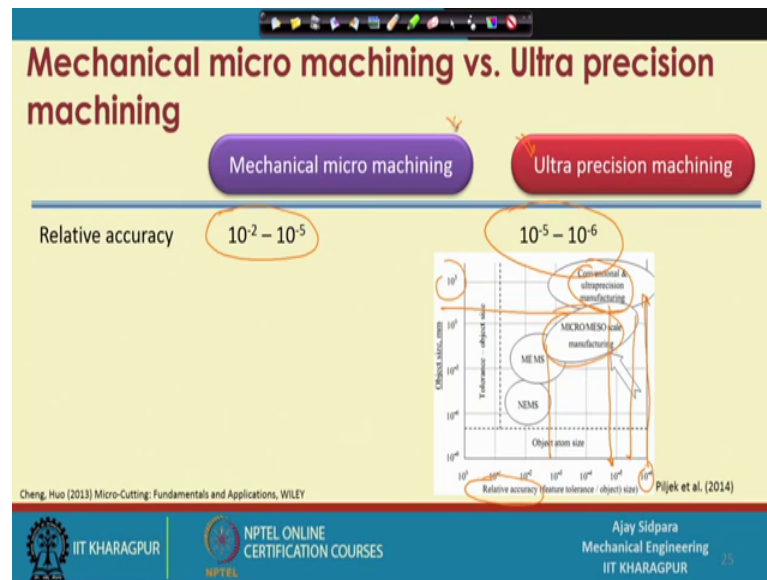 Mechanical micro machining vs. Ultra precision
machining
Mechanical micro machining
Ultra precision machining
Relative accuracy
10⁻² – 10⁻⁵
10⁻⁵ – 10⁻⁶
Conventional &
ultraprecision
manufacturing
MICRO/MESO scale
manufacturing
MEMS
NEMS
Object size, mm
Tolerance = object size
Object atom size
Relative accuracy (feature tolerance / object) size)
Piljek et al. (2014)
Cheng, Huo (2013) Micro-Cutting: Fundamentals and Applications, WILEY
IIT KHARAGPUR
NPTEL
NPTEL ONLINE
CERTIFICATION COURSES
Ajay Sidpara
Mechanical Engineering
IIT KHARAGPUR
25